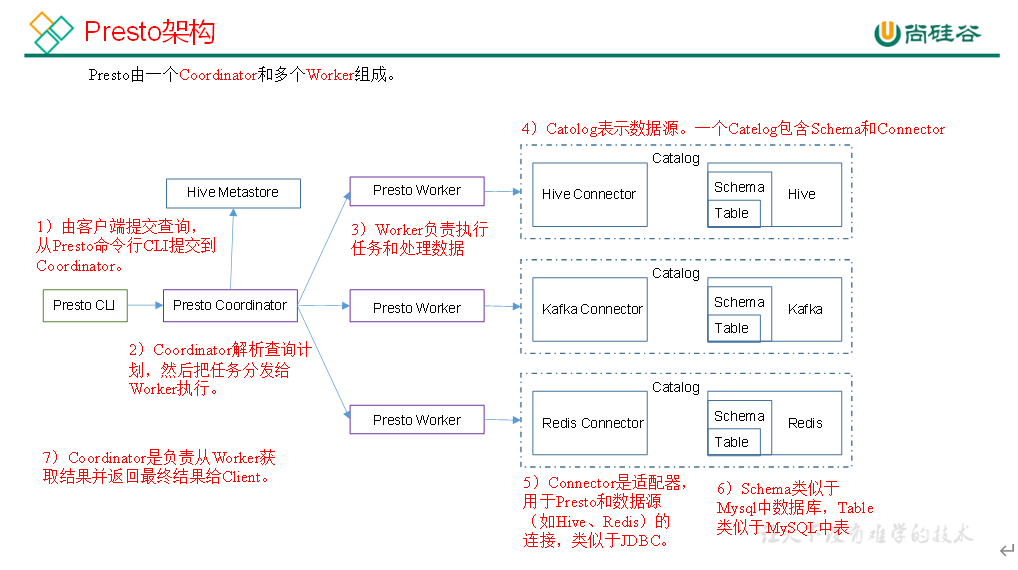 Presto架构
尚硅谷
Presto由一个Coordinator和多个Worker组成。
4）Catolog表示数据源。一个Catelog包含Schema和Connector
Catalog
Hive Connector
Schema
Table
Hive
Hive Metastore
Presto Worker
1）由客户端提交查询，
从Presto命令行CLI提交到
Coordinator。
3）Worker负责执行
任务和处理数据
Presto CLI
Presto Coordinator
Presto Worker
Catalog
Kafka Connector
Schema
Table
Kafka
2）Coordinator解析查询计
划，然后把任务分发给
Worker执行。
Presto Worker
Catalog
Redis Connector
Schema
Table
Redis
7）Coordinator是负责从Worker获
取结果并返回最终结果给Client。
5）Connector是适配器，
用于Presto和数据源
（如Hive、Redis）的
连接，类似于JDBC。
6）Schema类似于
Mysql中数据库，Table
类似于MySQL中表
让天下没有难学的技术